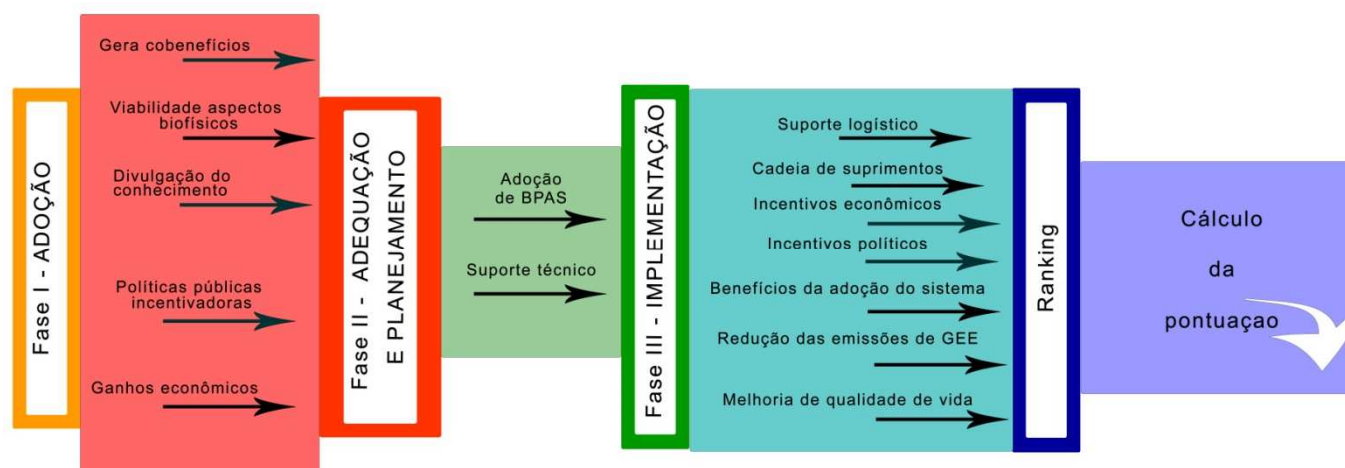 Fase I - ADOÇÃO
Gera cobenefícios
Viabilidade aspectos
biofísicos
Divulgação do
conhecimento
Políticas públicas
incentivadoras
Ganhos econômicos
Fase II - ADEQUAÇÃO
E PLANEJAMENTO
Adoção
de BPAS
Suporte técnico
Fase III - IMPLEMENTAÇÃO
Suporte logístico
Cadeia de suprimentos
Incentivos econômicos
Incentivos políticos
Benefícios da adoção do sistema
Redução das emissões de GEE
Melhoria de qualidade de vida
Ranking
Cálculo
da
pontuaçao